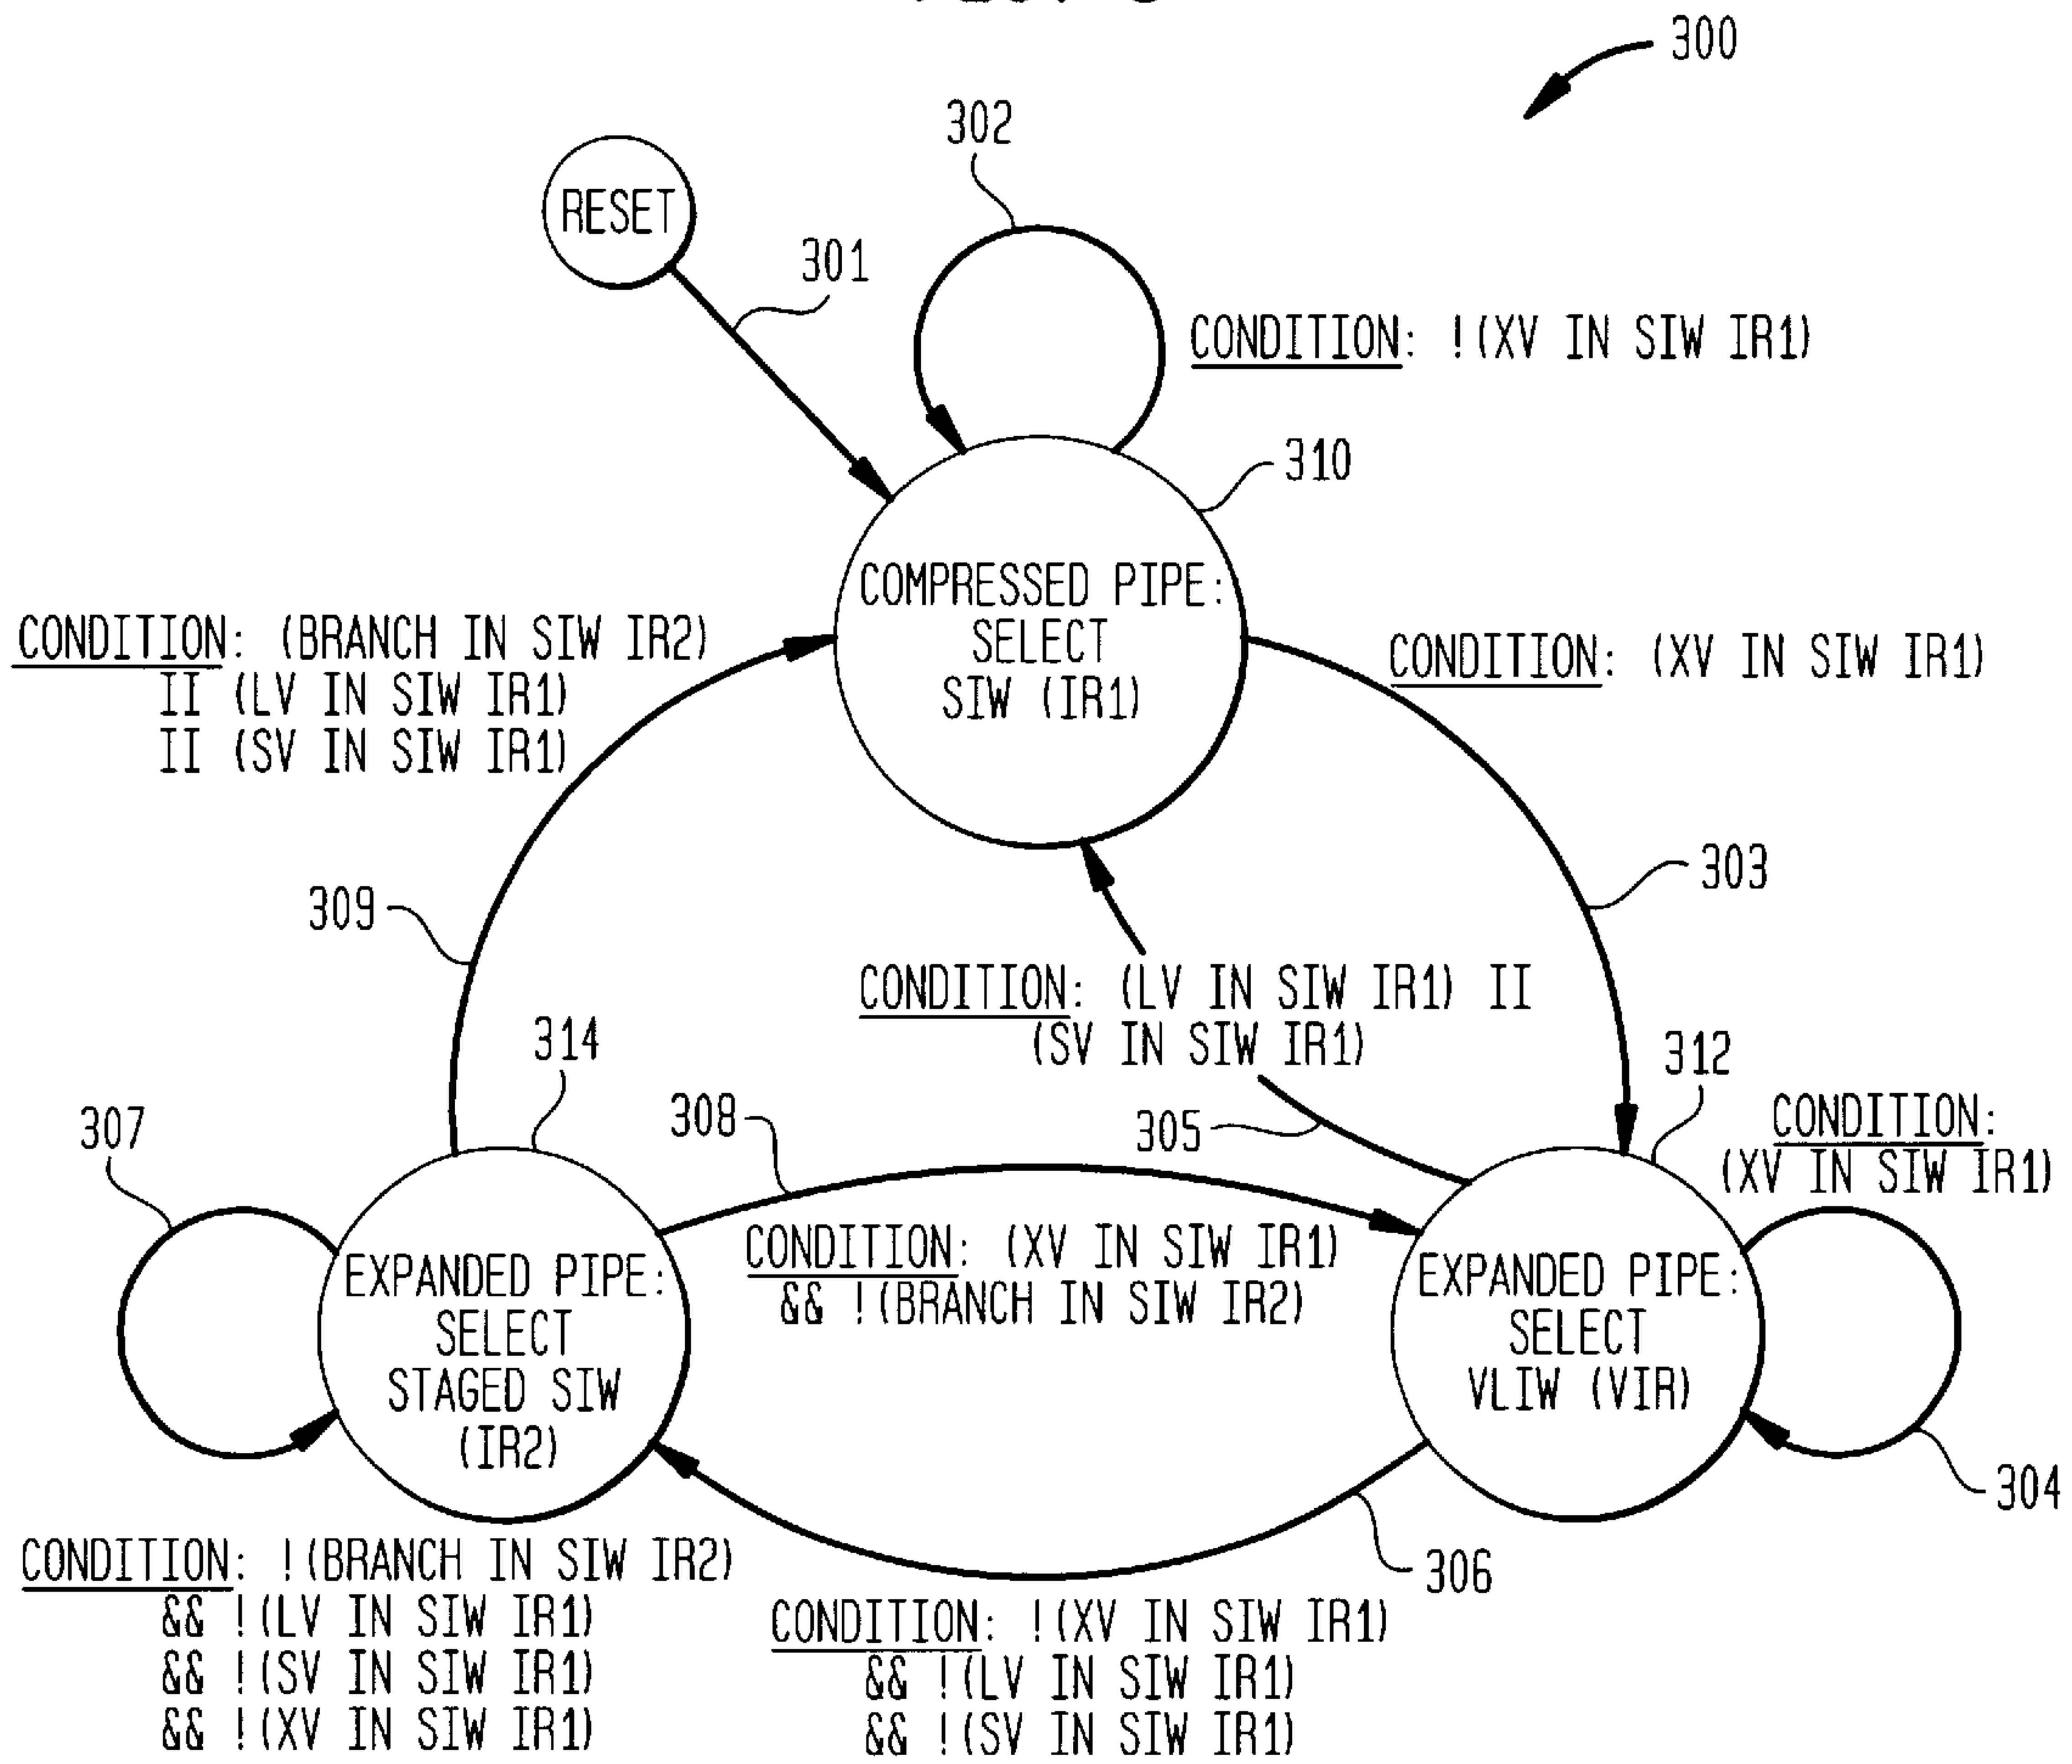 300
302
RESET
301
CONDITION: !(XV IN SIW IR1)
310
COMPRESSED PIPE:
SELECT
SIW (IR1)
CONDITION: (BRANCH IN SIW IR2)
II (LV IN SIW IR1)
II (SV IN SIW IR1)
CONDITION: (XV IN SIW IR1)
303
309
CONDITION: (LV IN SIW IR1) II
(SV IN SIW IR1)
314
312
307
308
305
CONDITION:
(XV IN SIW IR1)
CONDITION: (XV IN SIW IR1)
&& !(BRANCH IN SIW IR2)
EXPANDED PIPE:
SELECT
STAGED SIW
(IR2)
EXPANDED PIPE:
SELECT
VLIW (VIR)
304
306
CONDITION: !(BRANCH IN SIW IR2)
&& !(LV IN SIW IR1)
&& !(SV IN SIW IR1)
&& !(XV IN SIW IR1)
CONDITION: !(XV IN SIW IR1)
&& !(LV IN SIW IR1)
&& !(SV IN SIW IR1)